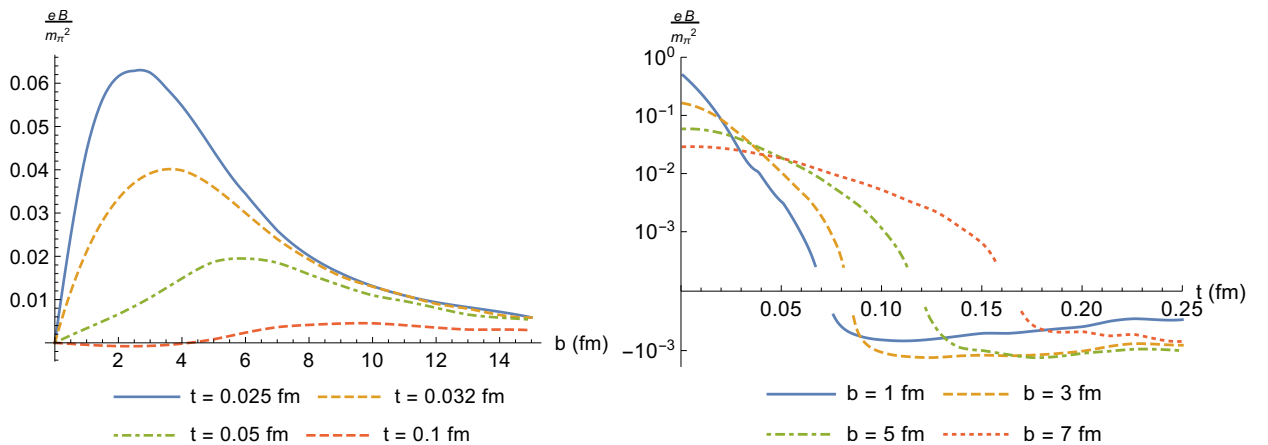 eB
mπ²
0.06
0.05
0.04
0.03
0.02
0.01
2 4 6 8 10 12 14 b (fm)
t = 0.025 fm t = 0.032 fm
t = 0.05 fm t = 0.1 fm
eB
mπ²
10⁰
10⁻¹
10⁻²
10⁻³
0.05 0.10 0.15 0.20 0.25 t (fm)
−10⁻³
b = 1 fm b = 3 fm
b = 5 fm b = 7 fm